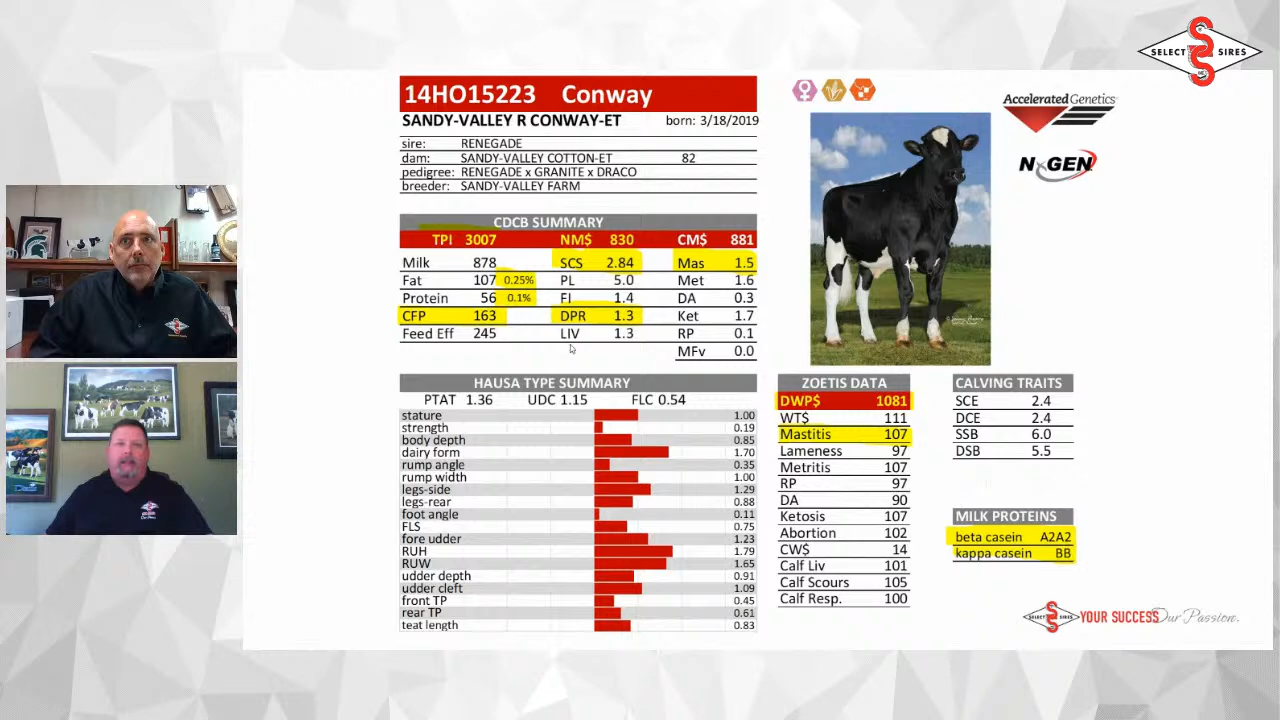 SELECT SIRES
14HO15223 Conway
SANDY-VALLEY R CONWAY-ET born: 3/18/2019
sire: RENEGADE
dam: SANDY-VALLEY COTTON-ET 82
pedigree: RENEGADE x GRANITE x DRACO
breeder: SANDY-VALLEY FARM
CDCB SUMMARY
TPI 3007 NM$ 830 CM$ 881
Milk 878 SCS 2.84 Mas 1.5
Fat 107 0.25% PL 5.0 Met 1.6
Protein 56 0.1% FI 1.4 DA 0.3
CFP 163 DPR 1.3 Ket 1.7
Feed Eff 245 LIV 1.3 RP 0.1
MFv 0.0
HAUSA TYPE SUMMARY
PTAT 1.36 UDC 1.15 FLC 0.54
stature 1.00
strength 0.19
body depth 0.85
dairy form 1.70
rump angle 0.35
rump width 1.00
legs-side 1.29
legs-rear 0.88
foot angle 0.11
FLS 0.75
fore udder 1.23
RUH 1.79
RUW 1.65
udder depth 0.91
udder cleft 1.09
front TP 0.45
rear TP 0.61
teat length 0.83
Accelerated Genetics
NxGEN
ZOETIS DATA
DWP$ 1081
WT$ 111
Mastitis 107
Lameness 97
Metritis 107
RP 97
DA 90
Ketosis 107
Abortion 102
CW$ 14
Calf Liv 101
Calf Scours 105
Calf Resp. 100
CALVING TRAITS
SCE 2.4
DCE 2.4
SSB 6.0
DSB 5.5
MILK PROTEINS
beta casein A2A2
kappa casein BB
SELECT SIRES YOUR SUCCESS Our Passion.